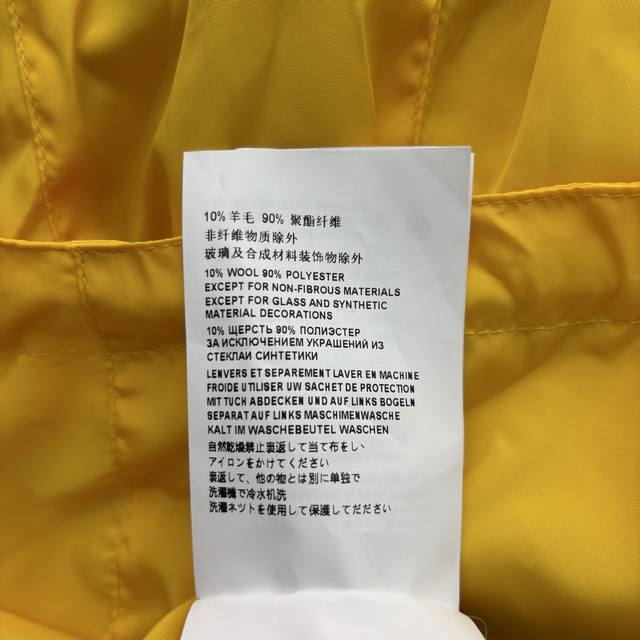 10% 羊毛 90% 聚酯纤维
非纤维物质除外
玻璃及合成材料装饰物除外
10% WOOL 90% POLYESTER
EXCEPT FOR NON-FIBROUS MATERIALS
EXCEPT FOR GLASS AND SYNTHETIC
MATERIAL DECORATIONS
10% ЩЕРСТЬ 90% ПОЛИЭСТЕР
ЗА ИСКЛЮЧЕНИЕМ УКРАШЕНИЙ ИЗ
СТЕКЛАИ СИНТЕТИКИ
LENVERS ET SEPAREMENT LAVER EN MACHINE
FROIDE UTILISER UW SACHET DE PROTECTION
MIT TUCH ABDECKEN UND AUF LINKS BOGELN
SEPARAT AUF LINKS MASCHIMENWASCHE
KALT IM WASCHEBEUTEL WASCHEN
自然乾燥禁止裏返して当て布をしい
アイロンをかけてください
裏返して、他の物とは別に単独で
洗濯機で冷水机洗
洗濯ネツトを使用して保護してだださい